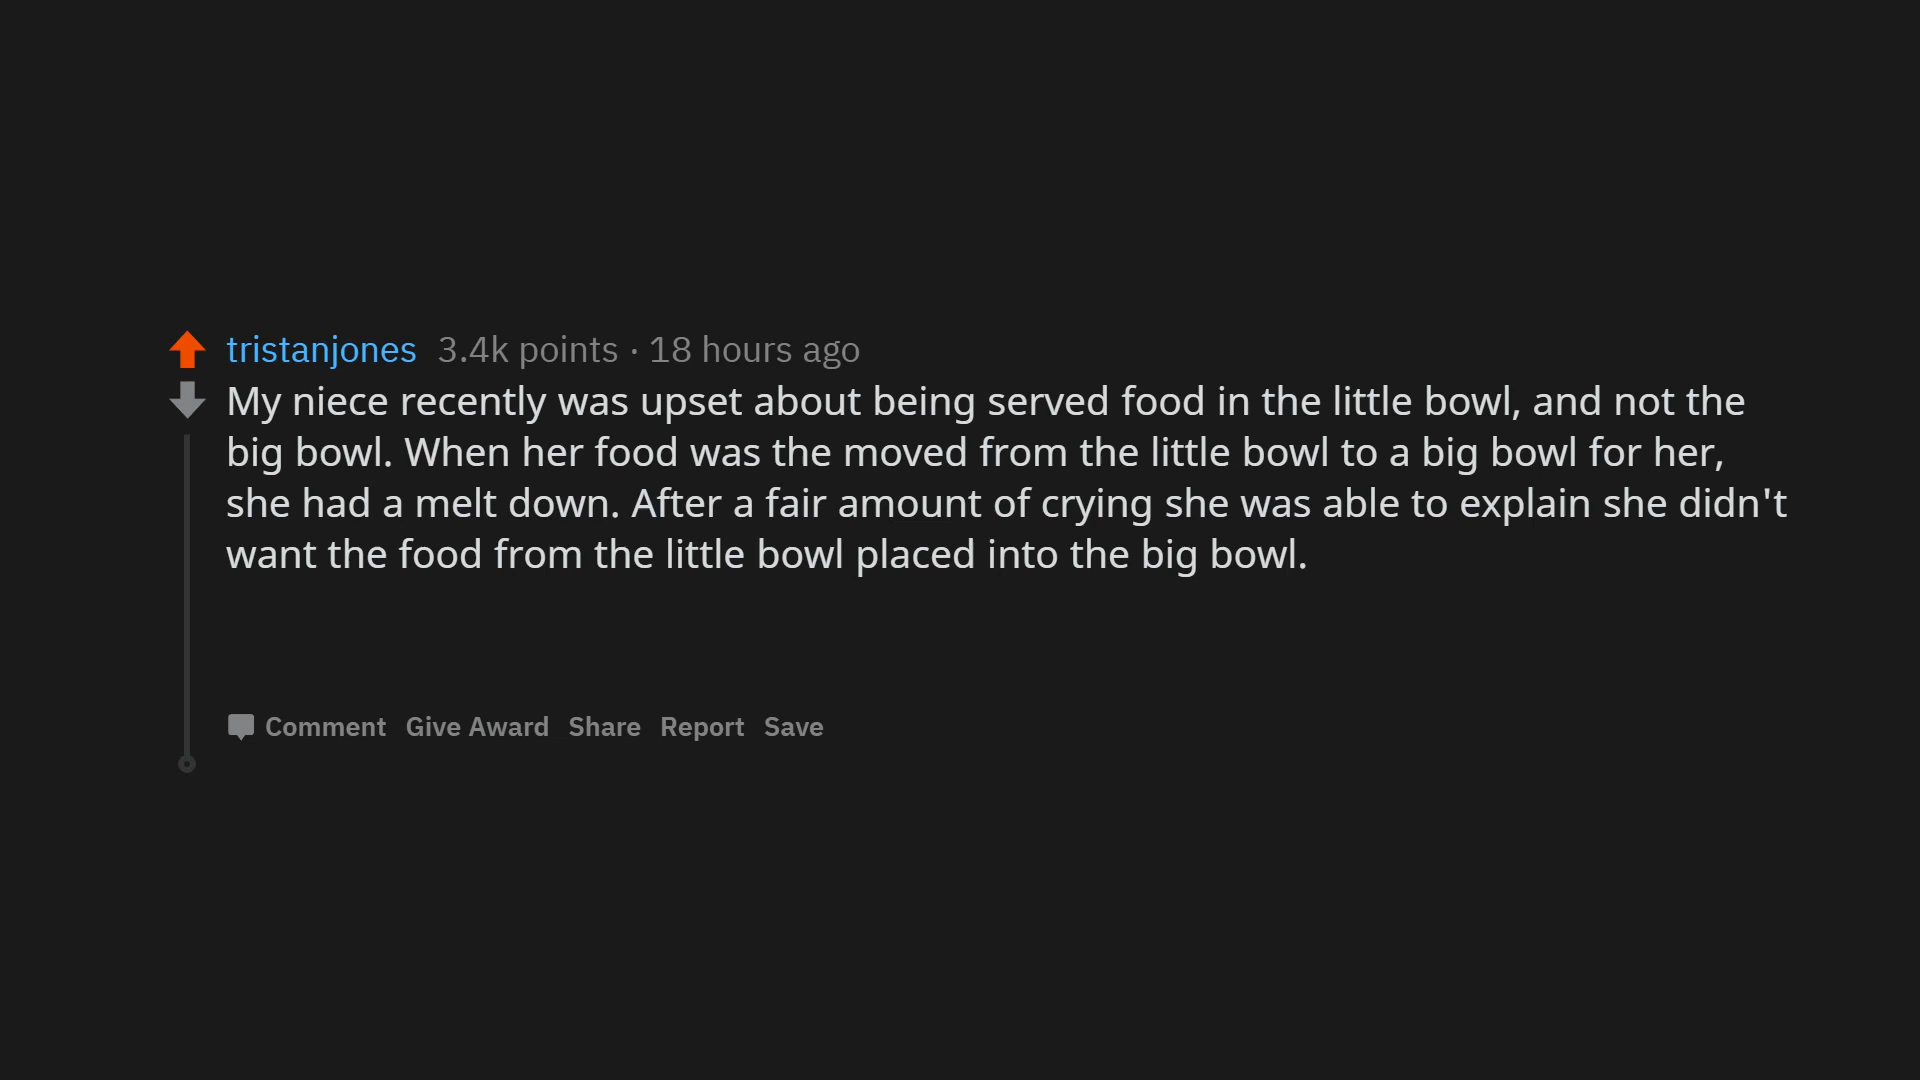 tristanjones 3.4k points · 18 hours ago
My niece recently was upset about being served food in the little bowl, and not the
big bowl. When her food was the moved from the little bowl to a big bowl for her,
she had a melt down. After a fair amount of crying she was able to explain she didn't
want the food from the little bowl placed into the big bowl.
Comment Give Award Share Report Save